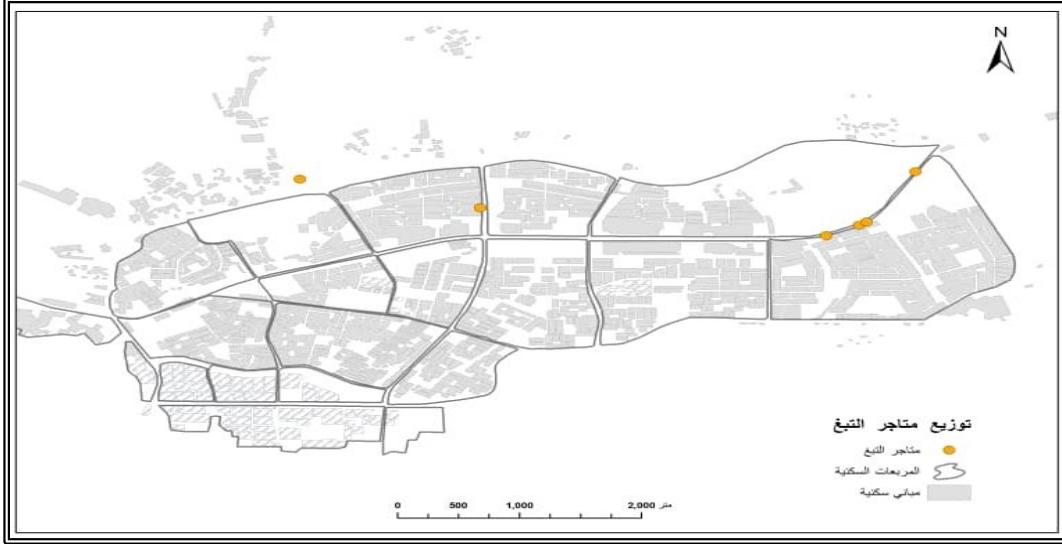 N
توزيع متاجر التبغ
متاجر التبغ
المربعات السكنية
مباني سكنية
0 500 1,000 2,000 متر